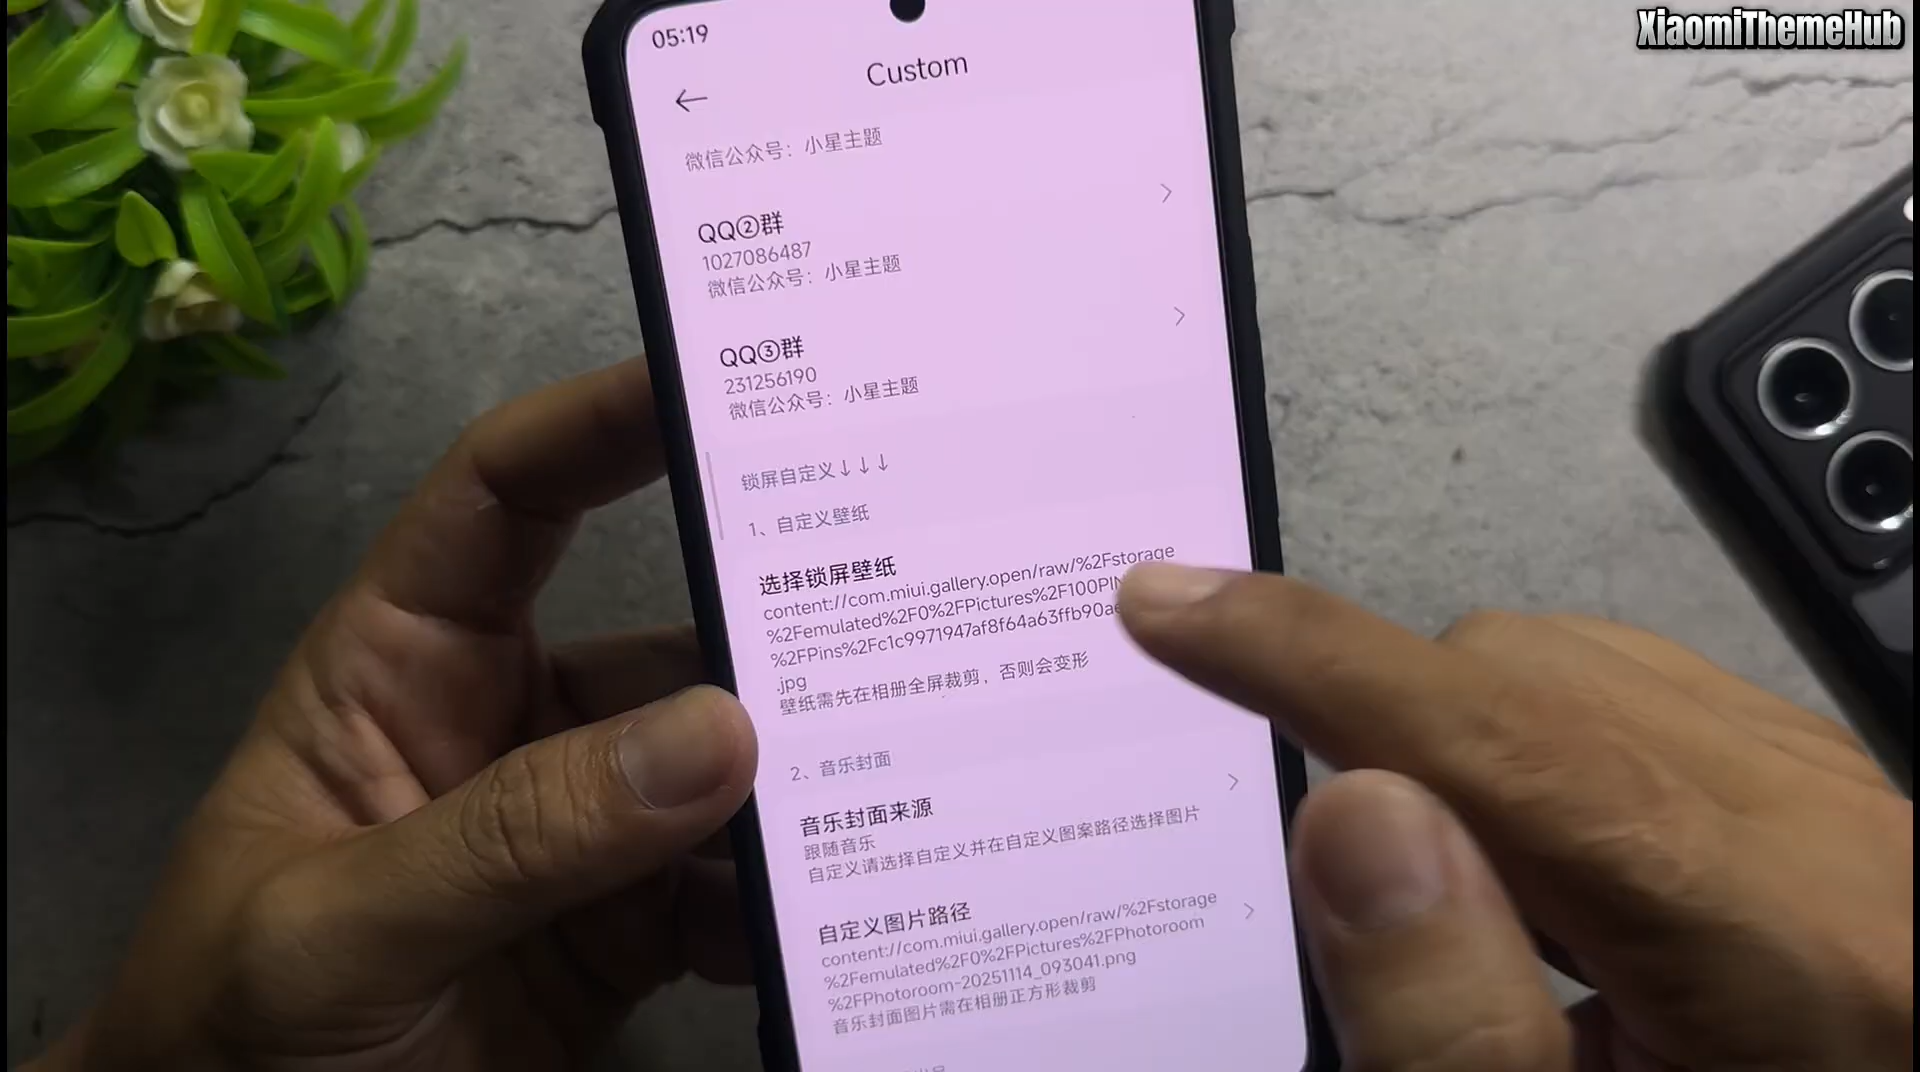 XiaomiThemeHub
05:19
Custom
微信公众号：小星主题
QQ②群
1027086487
微信公众号：小星主题
QQ③群
231256190
微信公众号：小星主题
锁屏自定义↓↓↓
1、自定义壁纸
选择锁屏壁纸
content://com.miui.gallery.open/raw/%2Fstorage
%2Femulated%2F0%2FPictures%2F100PIN
%2FPins%2Fc1c9971947af8f64a63ffb90ae
.jpg
壁纸需先在相册全屏裁剪，否则会变形
2、音乐封面
音乐封面来源
跟随音乐
自定义请选择自定义并在自定义图案路径选择图片
自定义图片路径
content://com.miui.gallery.open/raw/%2Fstorage
%2Femulated%2F0%2FPictures%2FPhotoroom
%2FPhotoroom-20251114_093041.png
音乐封面图片需在相册正方形裁剪